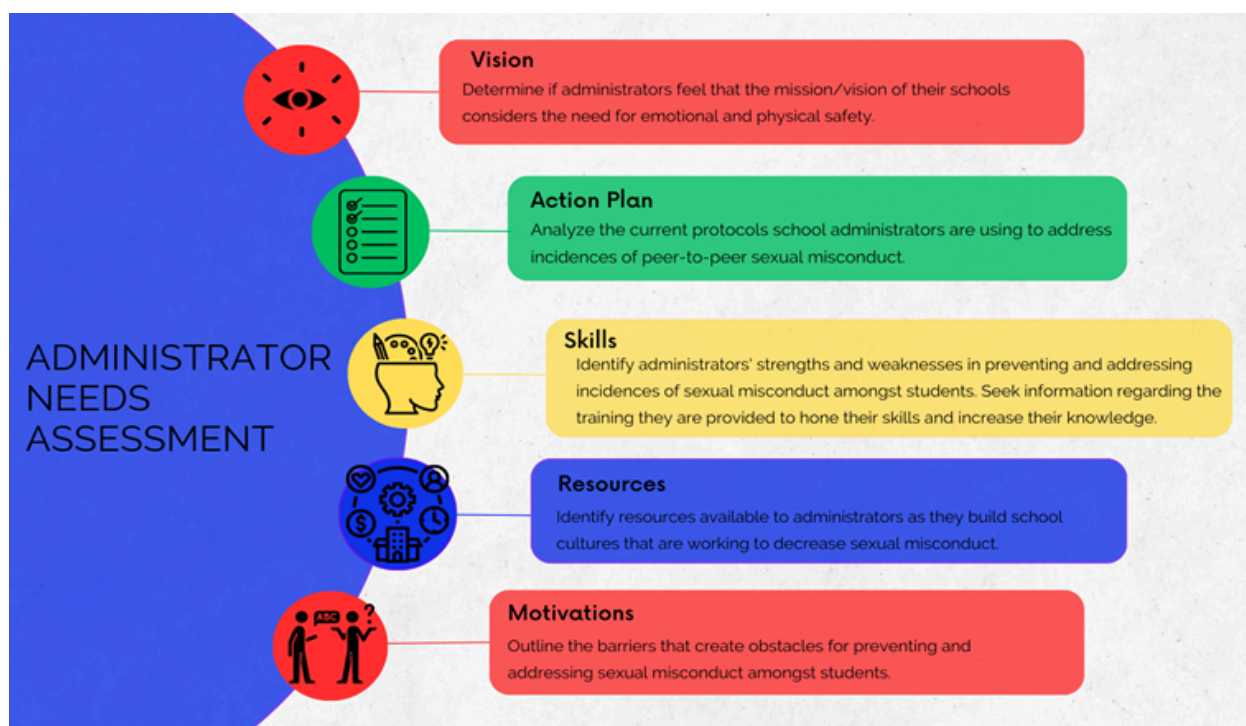 ADMINISTRATOR
NEEDS
ASSESSMENT
Vision
Determine if administrators feel that the mission/vision of their schools
considers the need for emotional and physical safety.
Action Plan
Analyze the current protocols school administrators are using to address
incidences of peer-to-peer sexual misconduct.
Skills
Identify administrators' strengths and weaknesses in preventing and addressing
incidences of sexual misconduct amongst students. Seek information regarding the
training they are provided to hone their skills and increase their knowledge.
Resources
Identify resources available to administrators as they build school
cultures that are working to decrease sexual misconduct.
$
ABC
?
Motivations
Outline the barriers that create obstacles for preventing and
addressing sexual misconduct amongst students.